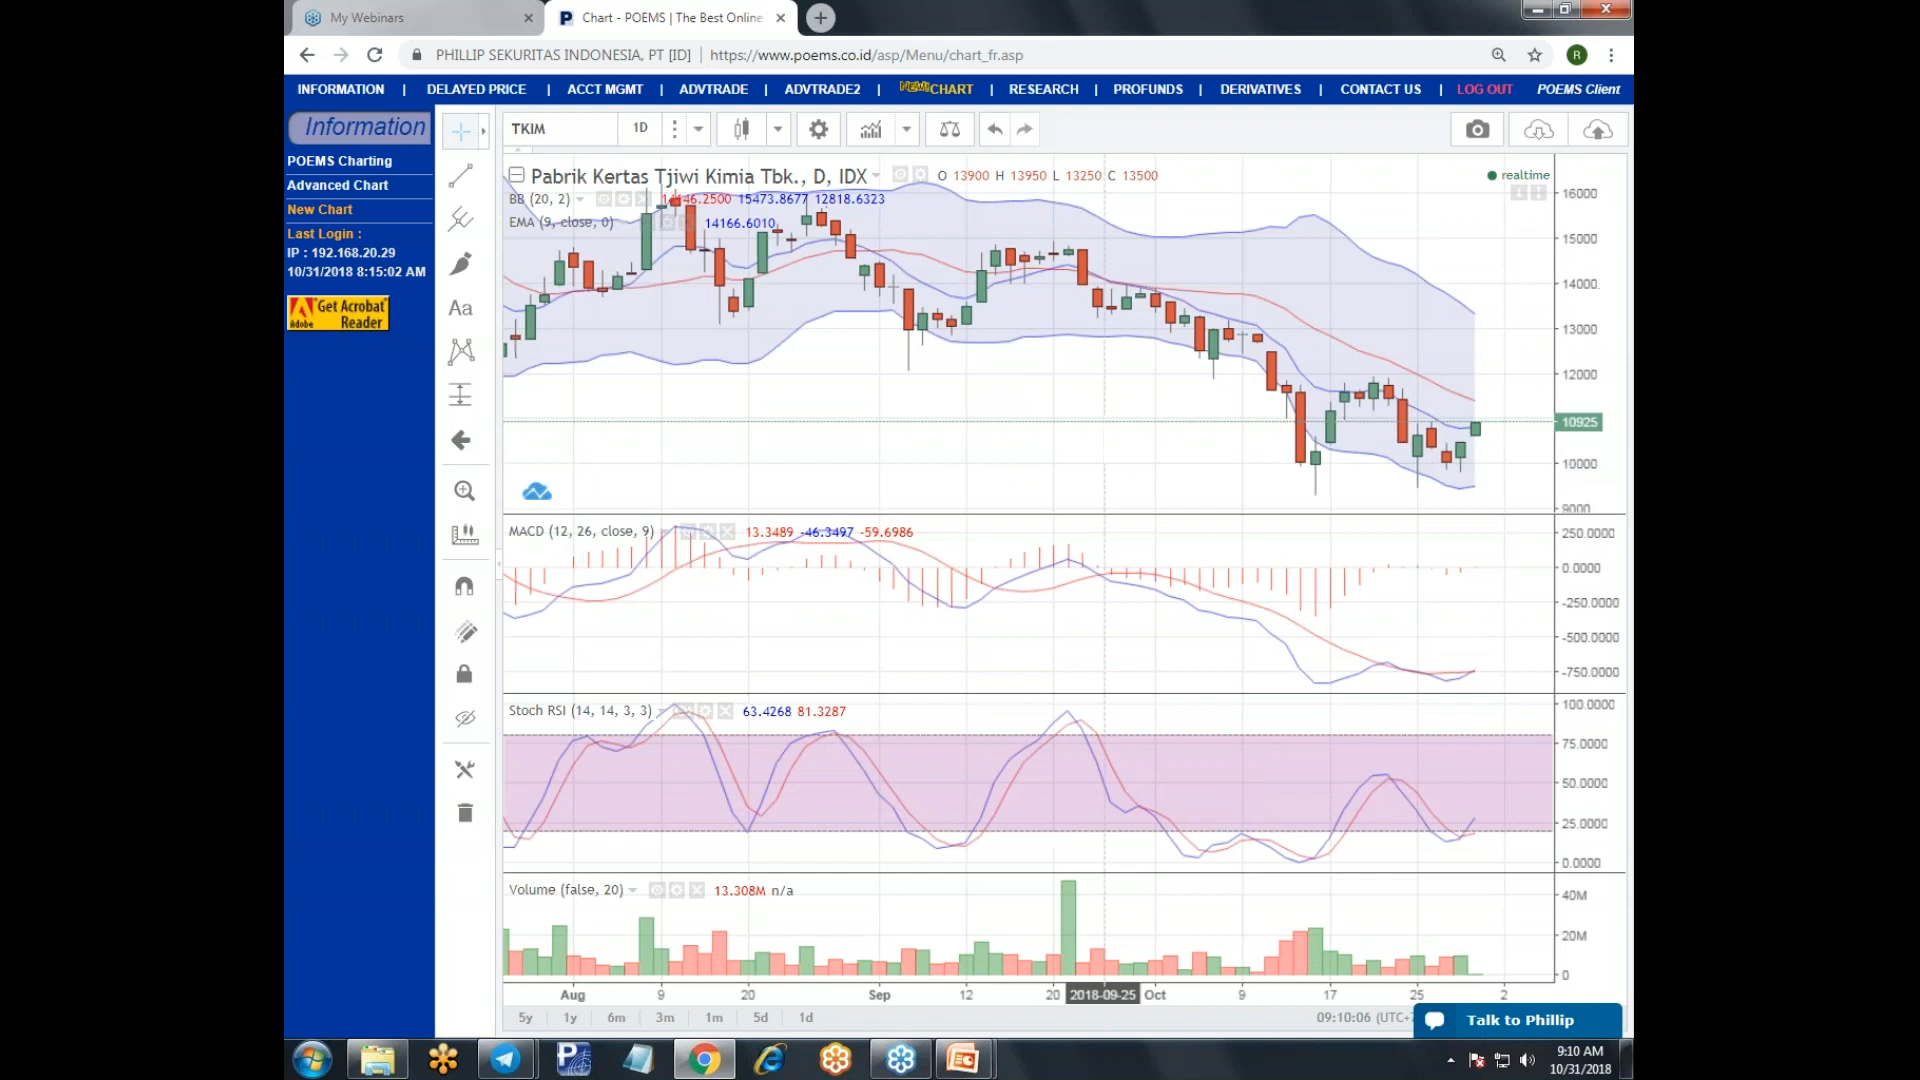 My Webinars
Chart - POEMS | The Best Online
PHILLIP SEKURITAS INDONESIA, PT [ID] | https://www.poems.co.id/asp/Menu/chart_fr.asp
R
INFORMATION | DELAYED PRICE | ACCT MGMT | ADVTRADE | ADVTRADE2 | NEW! CHART | RESEARCH | PROFUNDS | DERIVATIVES | CONTACT US | LOG OUT POEMS Client
Information
POEMS Charting
Advanced Chart
New Chart
Last Login :
IP : 192.168.20.29
10/31/2018 8:15:02 AM
Get Acrobat
Adobe Reader
Aa
TKIM 1D
Pabrik Kertas Tjiwi Kimia Tbk., D, IDX O 13900 H 13950 L 13250 C 13500
realtime
BB (20, 2) 14146.2500 15473.8677 12818.6323
EMA (9, close, 0) 14166.6010
16000
15000
14000
13000
12000
10925
10000
9000
MACD (12, 26, close, 9) 13.3489 -46.3497 -59.6986
250.0000
0.0000
-250.0000
-500.0000
-750.0000
Stoch RSI (14, 14, 3, 3) 63.4268 81.3287
100.0000
75.0000
50.0000
25.0000
0.0000
Volume (false, 20) 13.308M n/a
40M
20M
0
Aug 9 20 Sep 12 20 2018-09-25 Oct 9 17 25 2
5y 1y 6m 3m 1m 5d 1d
09:10:06 (UTC+7
Talk to Phillip
9:10 AM
10/31/2018